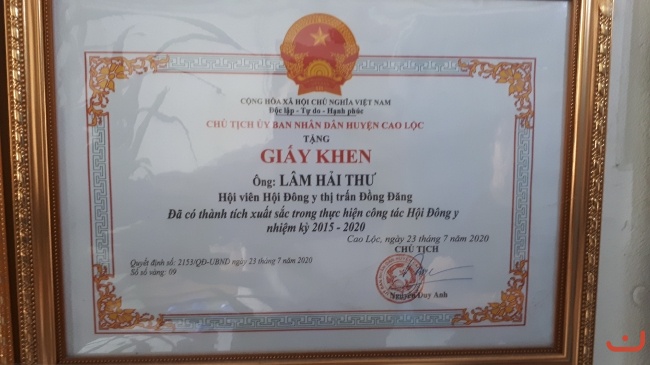 CỘNG HÒA XÃ HỘI CHỦ NGHĨA VIỆT NAM
Độc lập - Tự do - Hạnh phúc
CHỦ TỊCH ỦY BAN NHÂN DÂN HUYỆN CAO LỘC
TẶNG
GIẤY KHEN
Ông: LÂM HẢI THƯ
Hội viên Hội Đông y thị trấn Đồng Đăng
Đã có thành tích xuất sắc trong thực hiện công tác Hội Đông y
nhiệm kỳ 2015 - 2020
Cao Lộc, ngày 23 tháng 7 năm 2020
CHỦ TỊCH
Quyết định số: 2153/QĐ-UBND ngày 23 tháng 7 năm 2020
Số sổ vàng: 09
Nguyễn Duy Anh